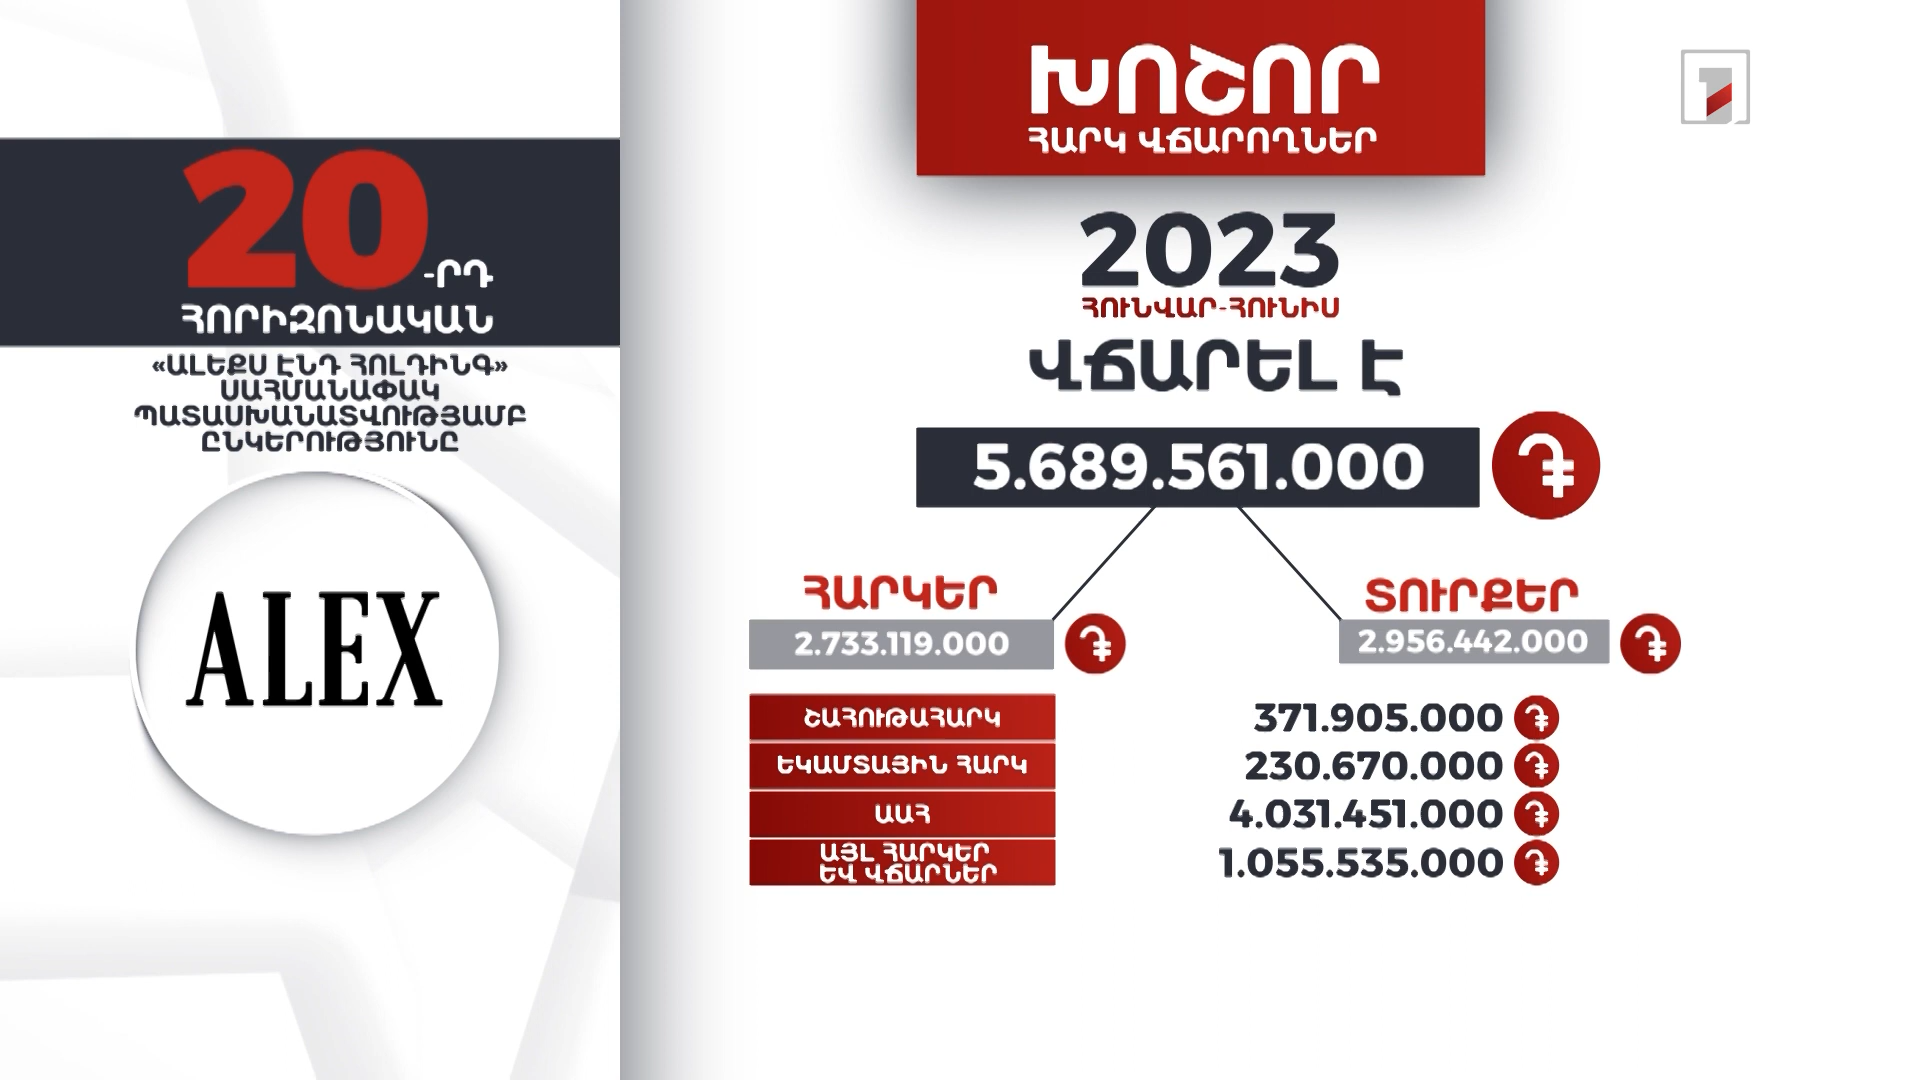 20-ՐԴ
ՀՈՐԻԶՈՆԱԿԱՆ
«ԱԼԵՔՍ ԷՆԴ ՀՈԼԴԻՆԳ»
ՍԱՀՄԱՆԱՓԱԿ
ՊԱՏԱՍԽԱՆԱՏՎՈՒԹՅԱՄԲ
ԸՆԿԵՐՈՒԹՅՈՒՆԸ
ALEX
ԽՈՇՈՐ
ՀԱՐԿ ՎՃԱՐՈՂՆԵՐ
1
2023
ՀՈՒՆՎԱՐ-ՀՈՒՆԻՍ
ՎՃԱՐԵԼ Է
5.689.561.000 ֏
ՀԱՐԿԵՐ
2.733.119.000 ֏
ՏՈՒՐՔԵՐ
2.956.442.000 ֏
ՇԱՀՈՒԹԱՀԱՐԿ 371.905.000 ֏
ԵԿԱՄՏԱՅԻՆ ՀԱՐԿ 230.670.000 ֏
ԱԱՀ 4.031.451.000 ֏
ԱՅԼ ՀԱՐԿԵՐ
ԵՎ ՎՃԱՐՆԵՐ 1.055.535.000 ֏